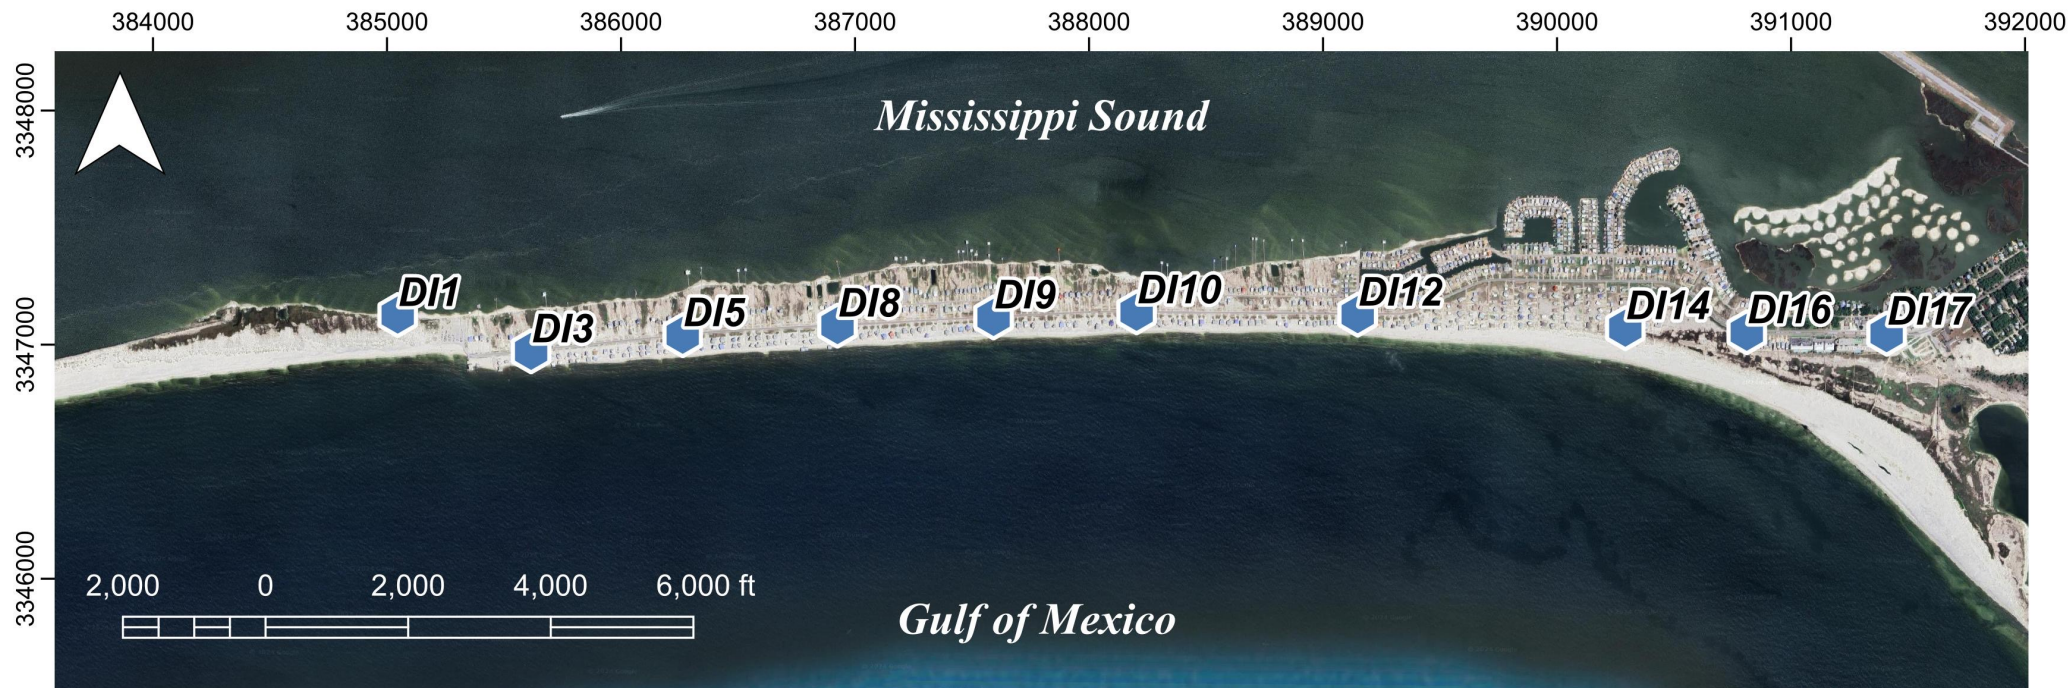 384000 385000 386000 387000 388000 389000 390000 391000 392000
3348000
Mississippi Sound
DI1 DI3 DI5 DI8 DI9 DI10 DI12 DI14 DI16 DI17
3347000
3346000
2,000 0 2,000 4,000 6,000 ft
Gulf of Mexico